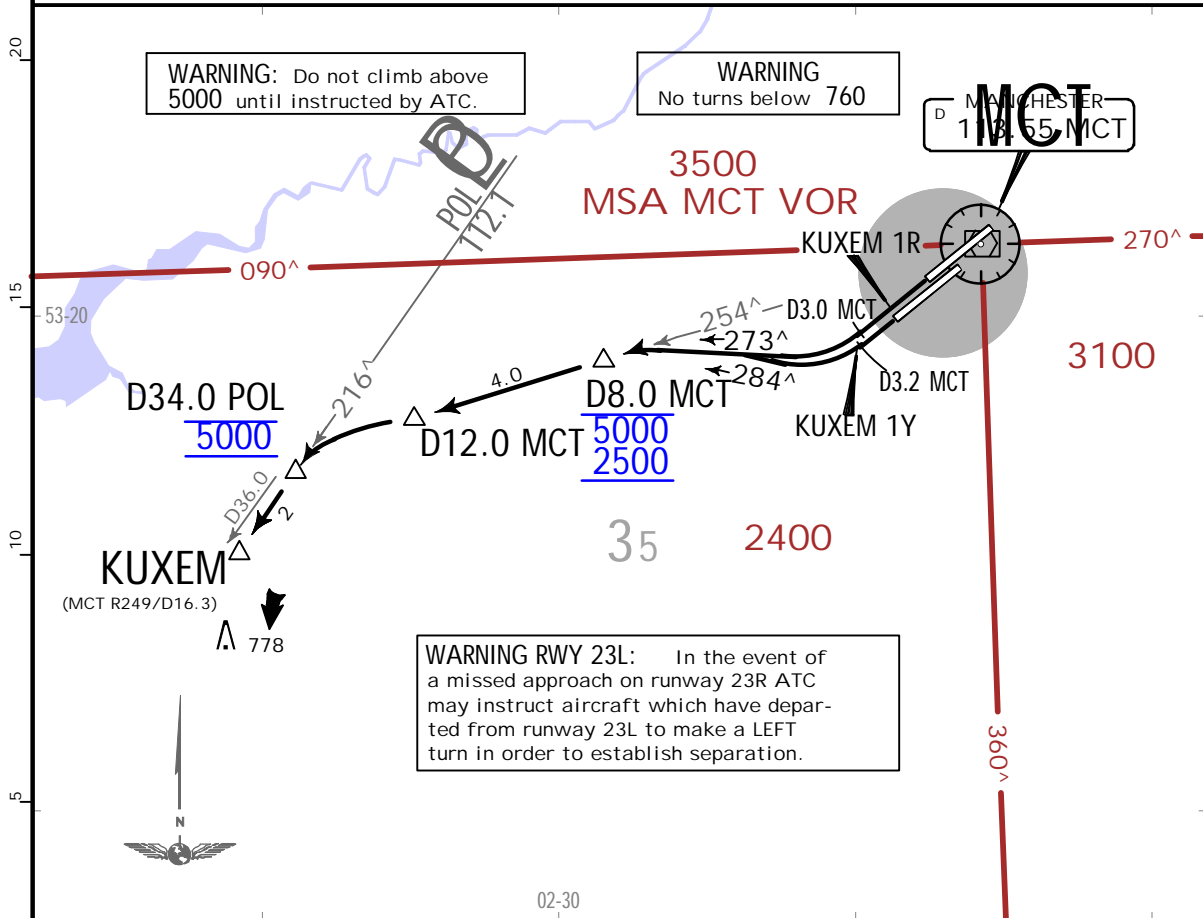 20
WARNING: Do not climb above
5000 until instructed by ATC.
WARNING
No turns below 760
MCT
MANCHESTER
D 113.55 MCT
POL
POL
112.1
3500
MSA MCT VOR
KUXEM 1R
270^
090^
15
53-20
254^
D3.0 MCT
273^
284^
D3.2 MCT
3100
4.0
216^
D34.0 POL
5000
D8.0 MCT
5000
2500
D12.0 MCT
KUXEM 1Y
D36.0
2
10
35
2400
KUXEM
(MCT R249/D16.3)
778
WARNING RWY 23L: In the event of
a missed approach on runway 23R ATC
may instruct aircraft which have depar-
ted from runway 23L to make a LEFT
turn in order to establish separation.
360^
5
N
02-30